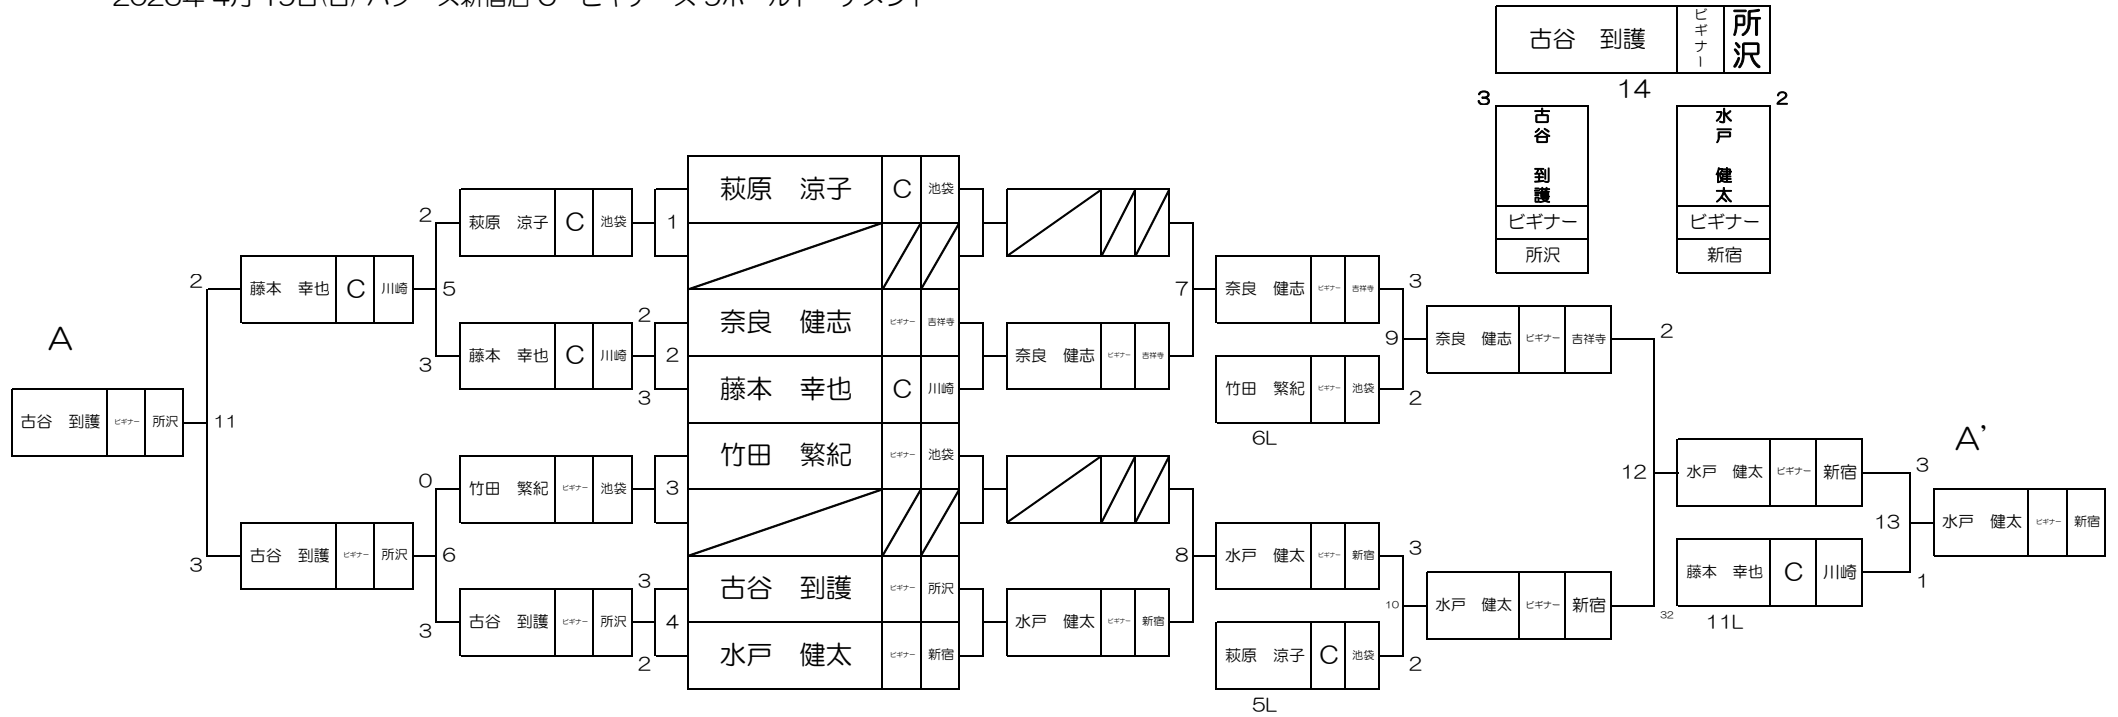 古谷 到護 ビギナー 所沢
14
3 古谷 到護 ビギナー 所沢
2 水戸 健太 ビギナー 新宿
A
古谷 到護 ビギナー 所沢
11
2
藤本 幸也 C 川崎
3
古谷 到護 ビギナー 所沢
5
2
萩原 涼子 C 池袋
3
藤本 幸也 C 川崎
6
0
竹田 繁紀 ビギナー 池袋
3
古谷 到護 ビギナー 所沢
1
萩原 涼子 C 池袋
2
2
奈良 健志 ビギナー 吉祥寺
3
藤本 幸也 C 川崎
3
竹田 繁紀 ビギナー 池袋
4
3
古谷 到護 ビギナー 所沢
2
水戸 健太 ビギナー 新宿
奈良 健志 ビギナー 吉祥寺
水戸 健太 ビギナー 新宿
7
奈良 健志 ビギナー 吉祥寺
3
9
竹田 繁紀 ビギナー 池袋
2
6L
8
水戸 健太 ビギナー 新宿
3
10
萩原 涼子 C 池袋
2
5L
奈良 健志 ビギナー 吉祥寺
2
12
水戸 健太 ビギナー 新宿
32
水戸 健太 ビギナー 新宿
3
13
藤本 幸也 C 川崎
1
11L
A'
水戸 健太 ビギナー 新宿